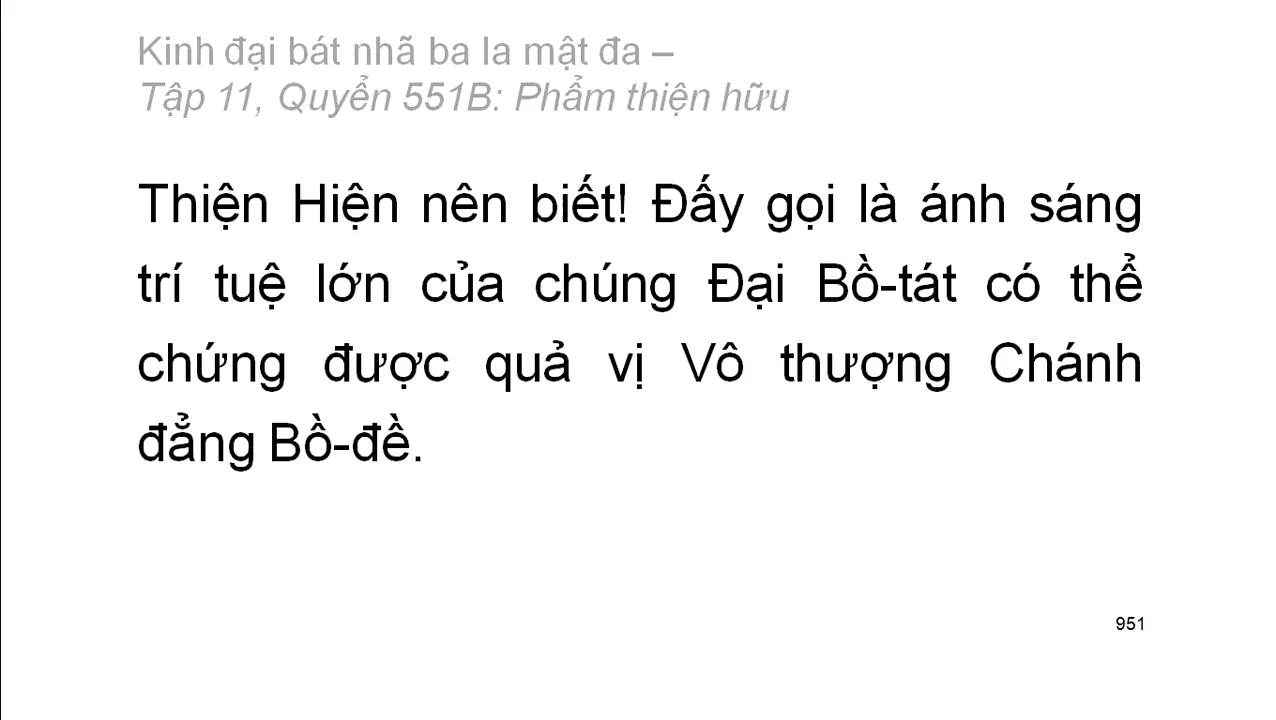 Kinh đại bát nhã ba la mật đa –
Tập 11, Quyển 551B: Phẩm thiện hữu
Thiện Hiện nên biết! Đấy gọi là ánh sáng
trí tuệ lớn của chúng Đại Bồ-tát có thể
chứng được quả vị Vô thượng Chánh
đẳng Bồ-đề.
951